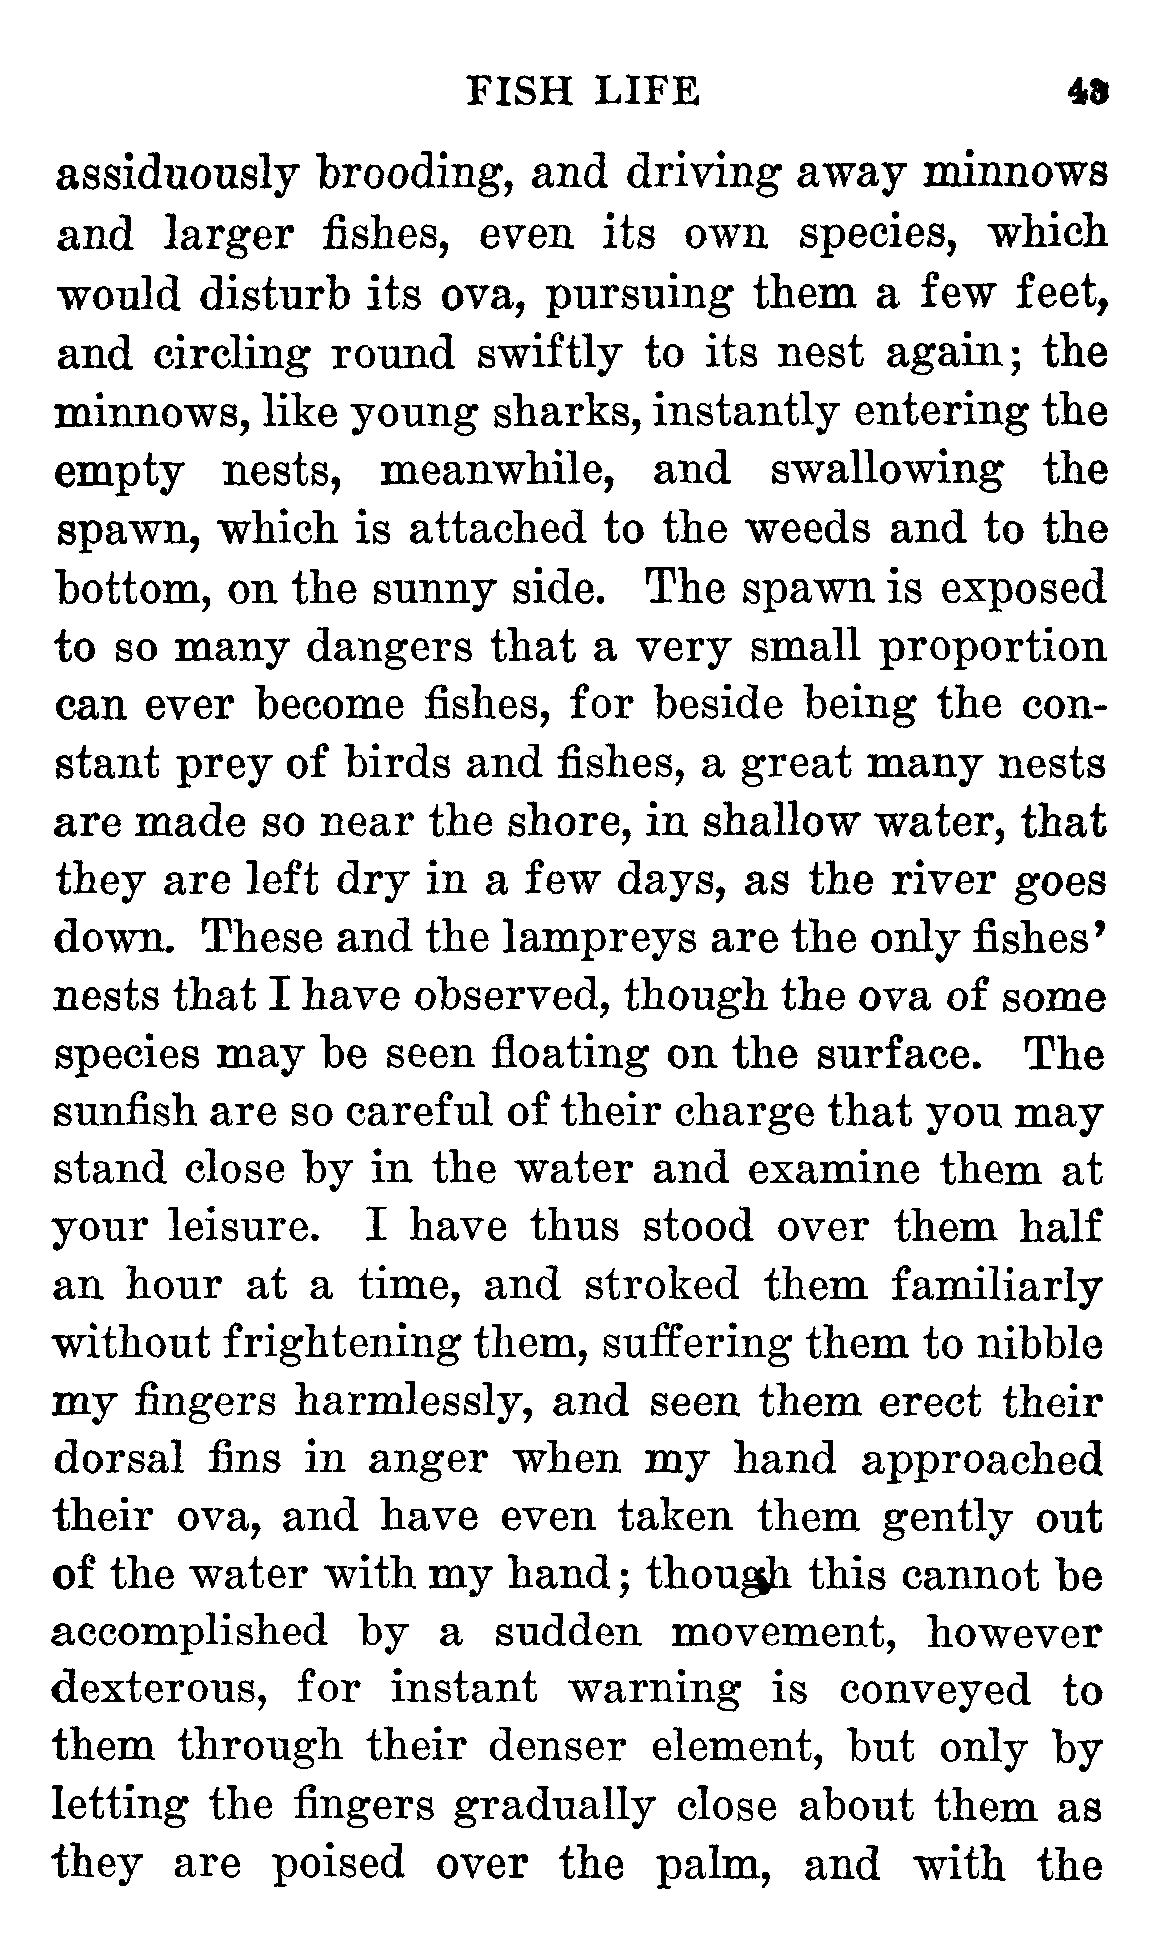 FISH LIFE 43
assiduously brooding, and driving away minnows
and larger fishes, even its own species, which
would disturb its ova, pursuing them a few feet,
and circling round swiftly to its nest again; the
minnows, like young sharks, instantly entering the
empty nests, meanwhile, and swallowing the
spawn, which is attached to the weeds and to the
bottom, on the sunny side. The spawn is exposed
to so many dangers that a very small proportion
can ever become fishes, for beside being the con-
stant prey of birds and fishes, a great many nests
are made so near the shore, in shallow water, that
they are left dry in a few days, as the river goes
down. These and the lampreys are the only fishes’
nests that I have observed, though the ova of some
species may be seen floating on the surface. The
sunfish are so careful of their charge that you may
stand close by in the water and examine them at
your leisure. I have thus stood over them half
an hour at a time, and stroked them familiarly
without frightening them, suffering them to nibble
my fingers harmlessly, and seen them erect their
dorsal fins in anger when my hand approached
their ova, and have even taken them gently out
of the water with my hand; though this cannot be
accomplished by a sudden movement, however
dexterous, for instant warning is conveyed to
them through their denser element, but only by
letting the fingers gradually close about them as
they are poised over the palm, and with the